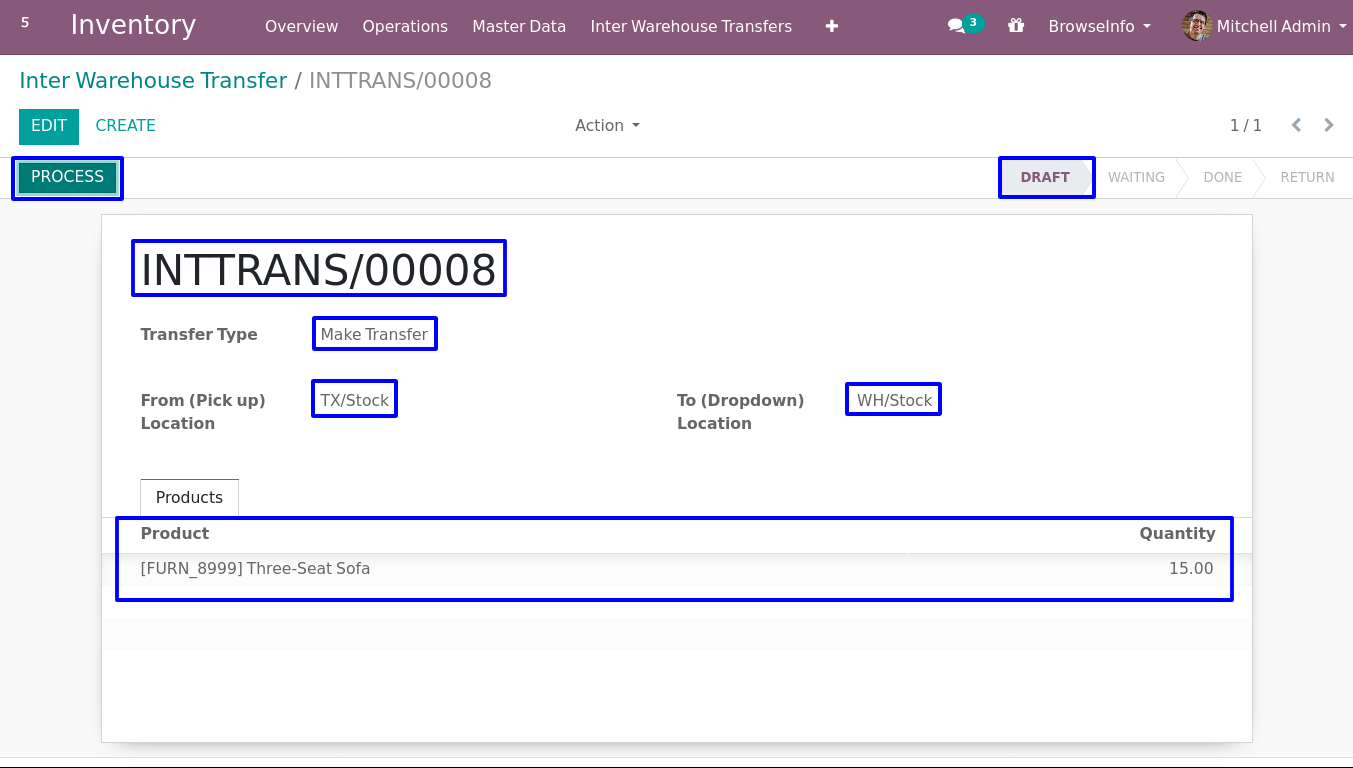 5 Inventory Overview Operations Master Data Inter Warehouse Transfers + 3 BrowseInfo Mitchell Admin
Inter Warehouse Transfer / INTTRANS/00008
EDIT CREATE Action 1 / 1
PROCESS DRAFT WAITING DONE RETURN
INTTRANS/00008
Transfer Type Make Transfer
From (Pick up) Location TX/Stock
To (Dropdown) Location WH/Stock
Products
Product Quantity
[FURN_8999] Three-Seat Sofa 15.00